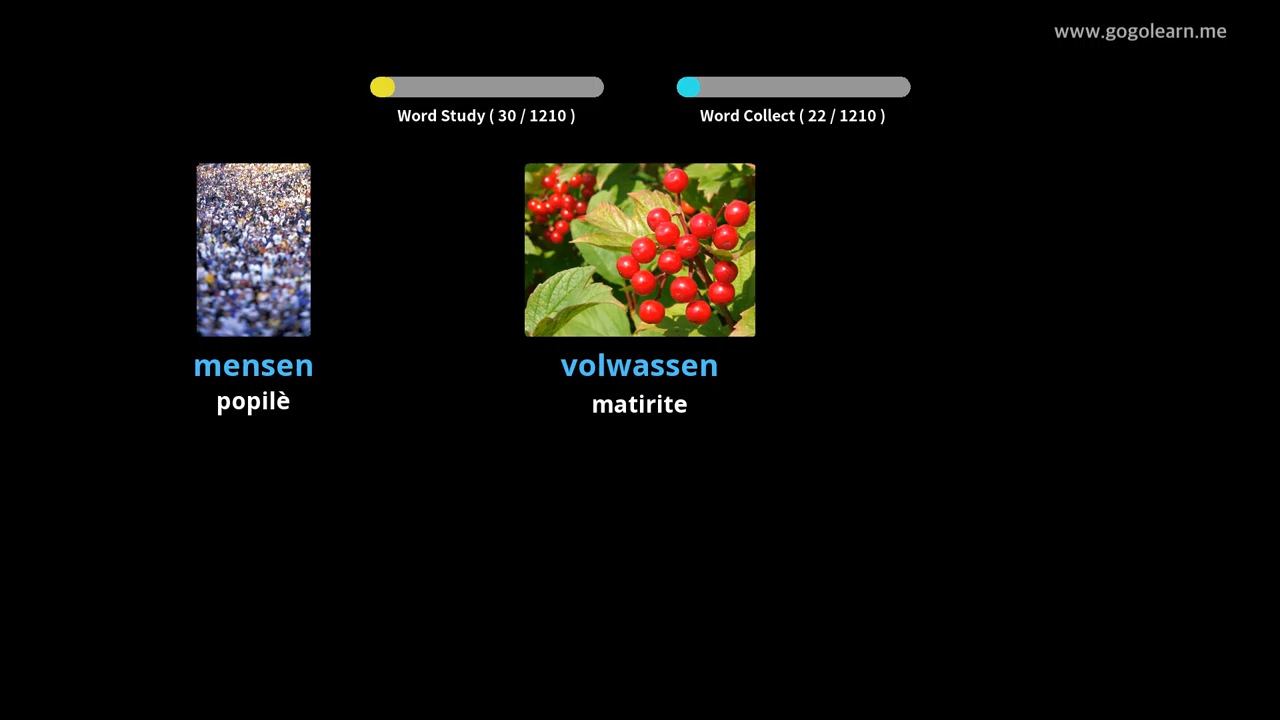 www.gogolearn.me
Word Study ( 30 / 1210 )
Word Collect ( 22 / 1210 )
mensen
popilè
volwassen
matirite